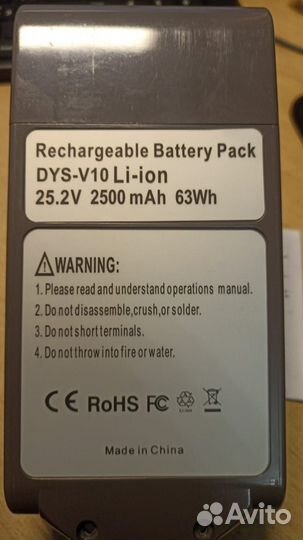 Rechargeable Battery Pack
DYS-V10 Li-ion
25.2V 2500 mAh 63Wh
WARNING:
1. Please read and understand operations manual.
2. Do not disassemble,crush,or solder.
3. Do not short terminals.
4. Do not throw into fire or water.
CE RoHS FC
Made in China
Avito